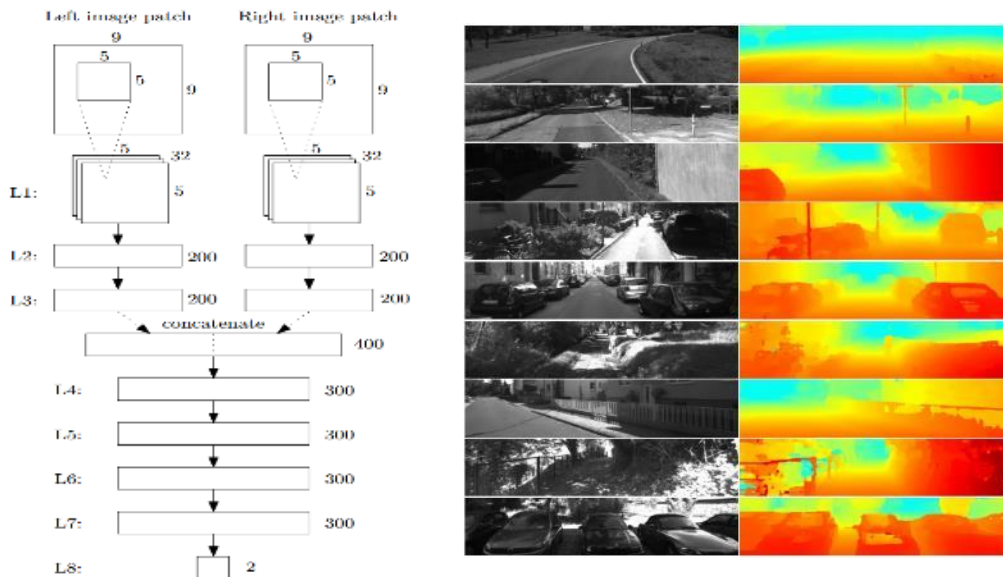 Left image patch Right image patch
9 9
5 5
5 5
9 9
5 5
32 32
L1: 5 5
L2: 200 200
L3: 200 200
concatenate
400
L4: 300
L5: 300
L6: 300
L7: 300
L8: 2